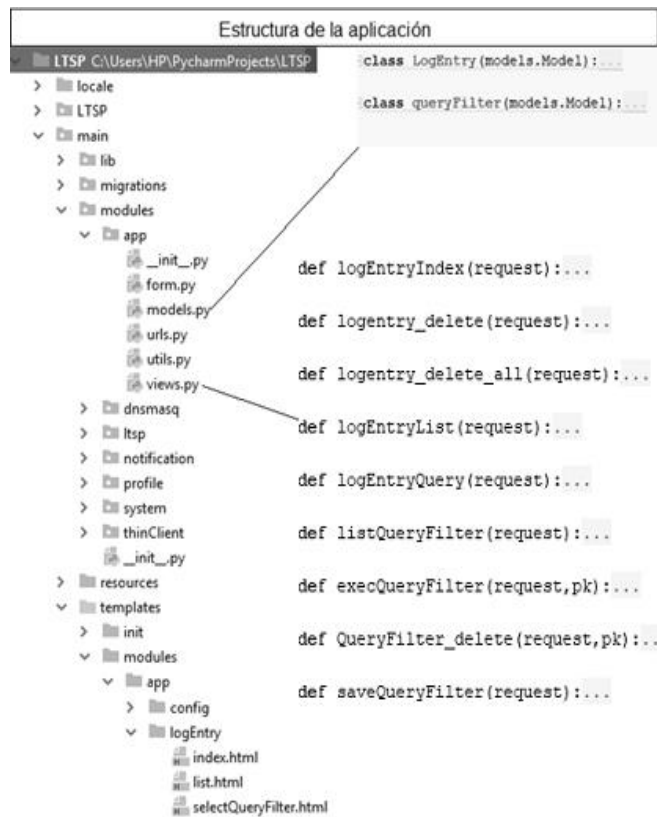 Estructura de la aplicación
LTSP C:\Users\HP\PycharmProjects\LTSP
locale
LTSP
main
lib
migrations
modules
app
__init__.py
form.py
models.py
urls.py
utils.py
views.py
dnsmasq
ltsp
notification
profile
system
thinClient
__init__.py
resources
templates
init
modules
app
config
logEntry
index.html
list.html
selectQueryFilter.html
class LogEntry(models.Model):...
class queryFilter(models.Model):...
def logEntryIndex(request):...
def logentry_delete(request):...
def logentry_delete_all(request):...
def logEntryList(request):...
def logEntryQuery(request):...
def listQueryFilter(request):...
def execQueryFilter(request,pk):...
def QueryFilter_delete(request,pk):..
def saveQueryFilter(request):...